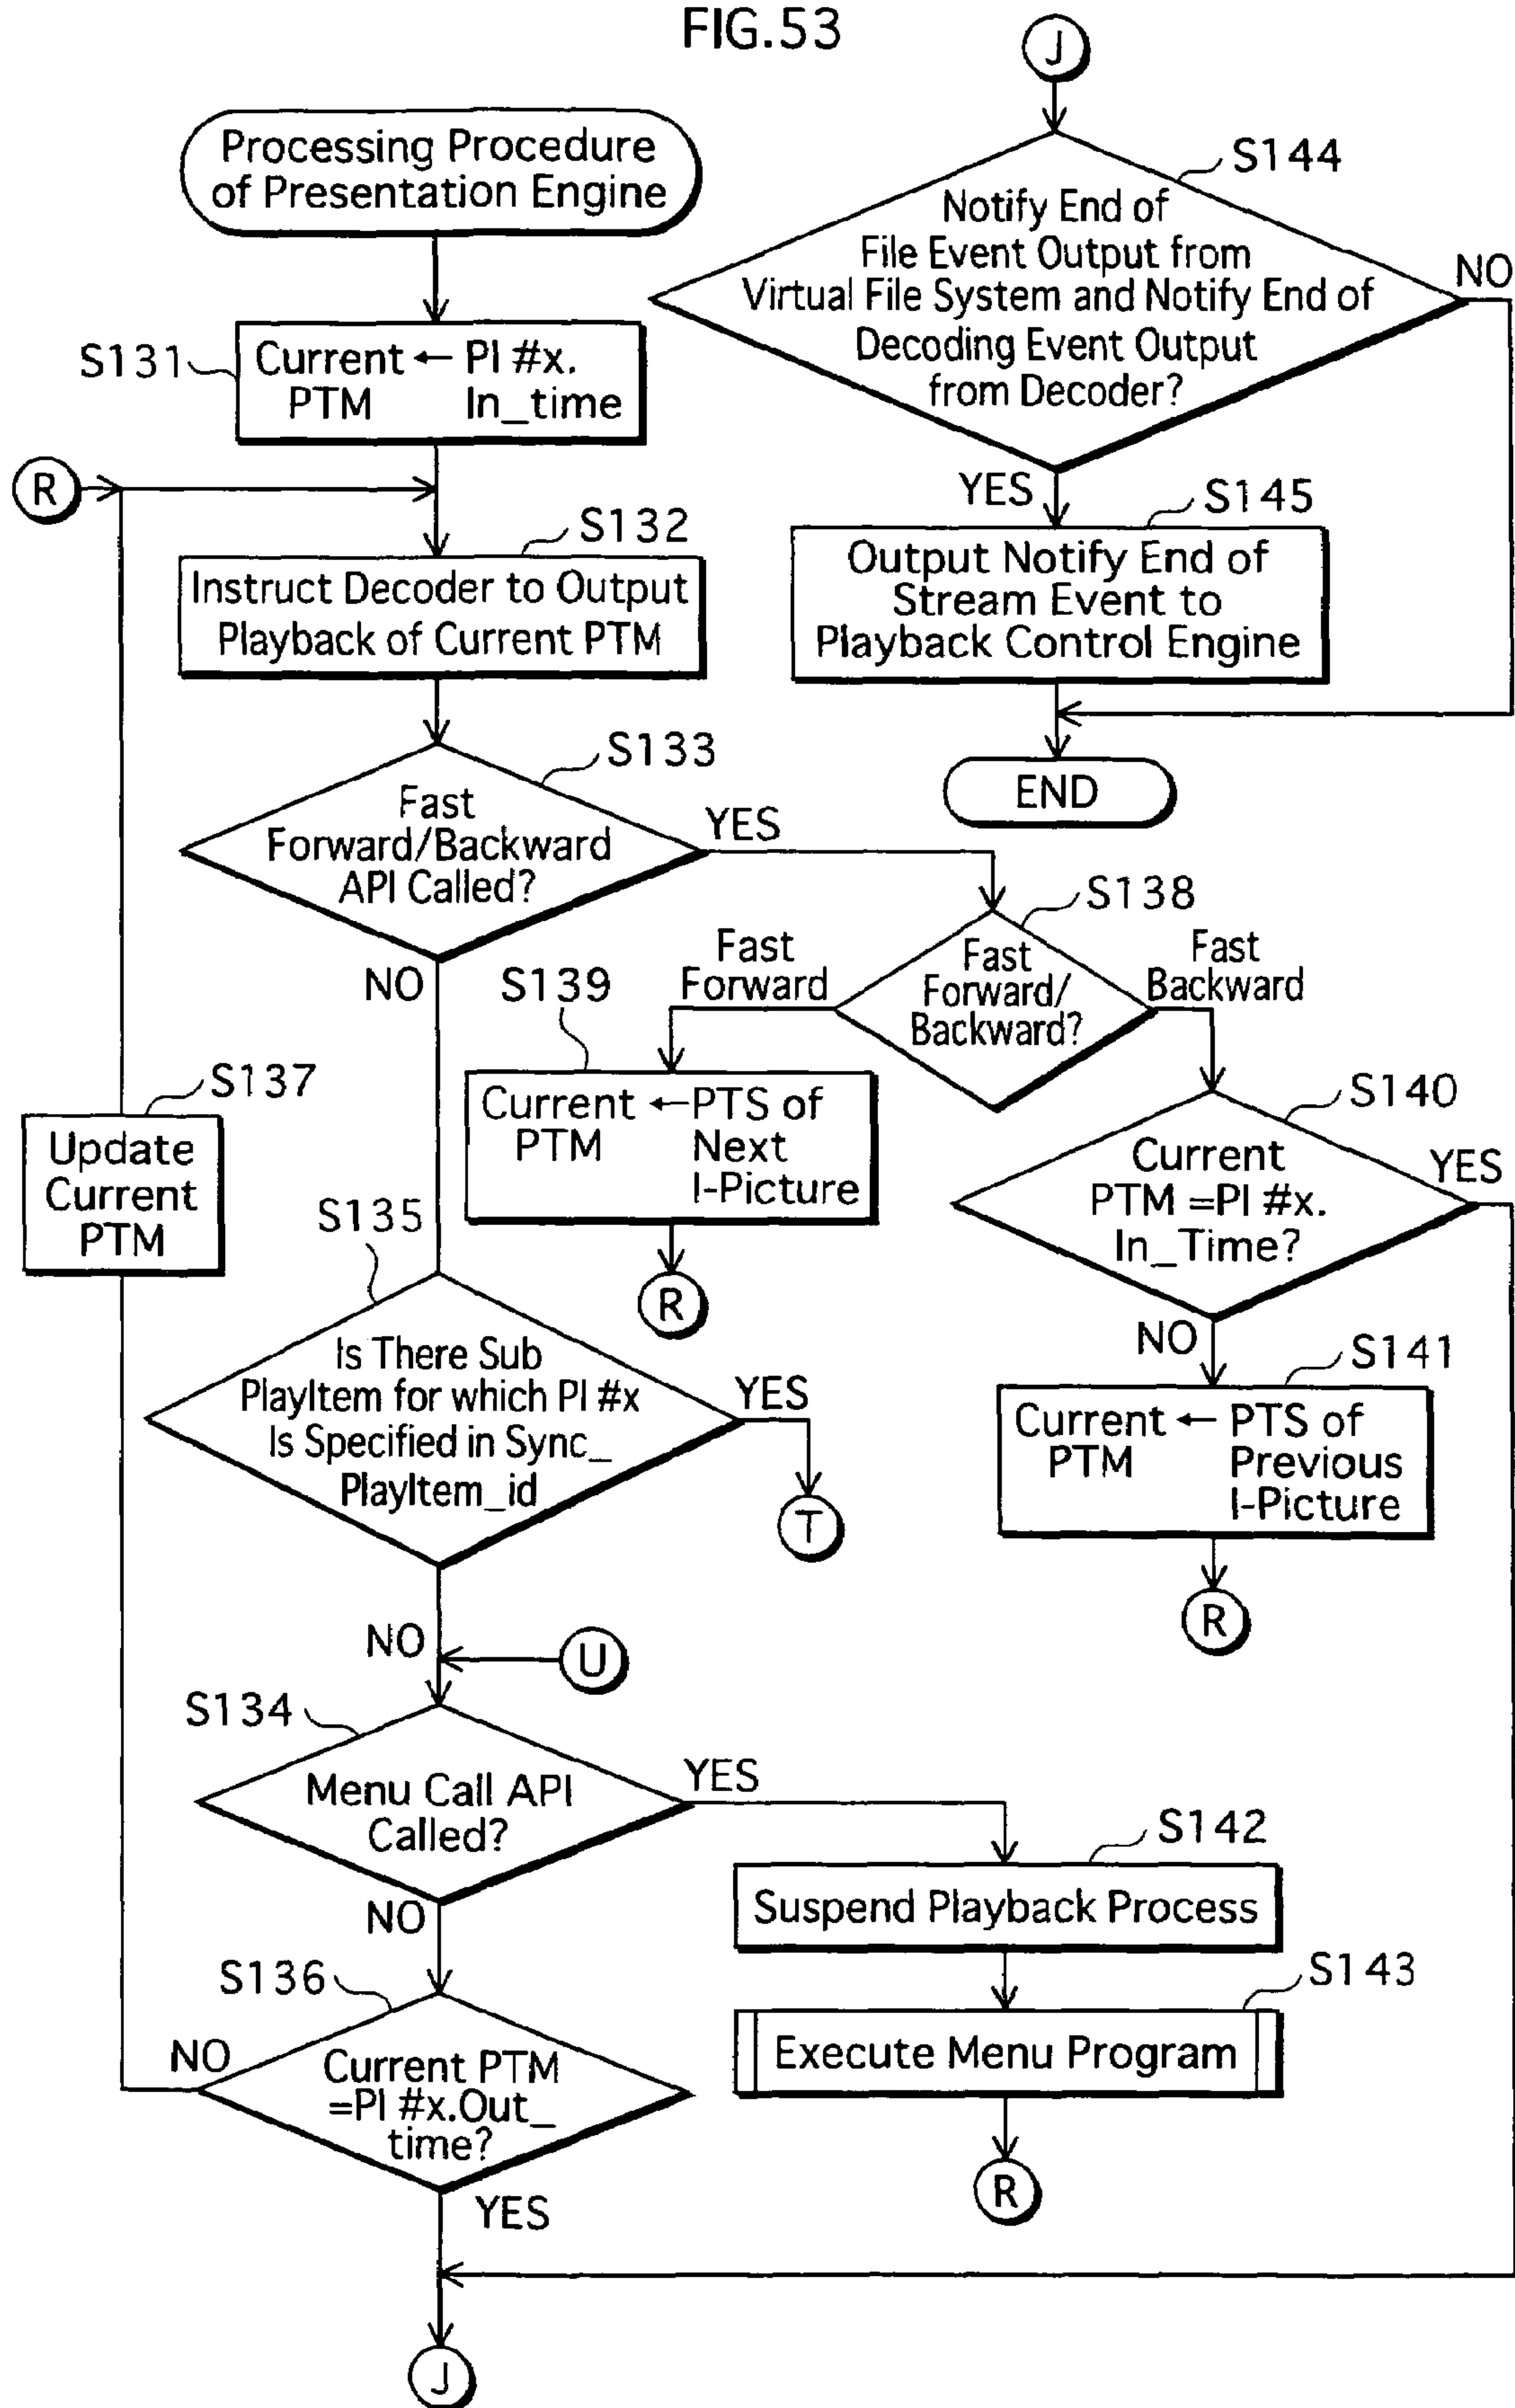 FIG.53
Processing Procedure
of Presentation Engine
S131
Current ← PI #x.
PTM In_time
R
S132
Instruct Decoder to Output
Playback of Current PTM
S133
Fast
Forward/Backward
API Called?
YES
NO
S137
Update
Current
PTM
S135
Is There Sub
PlayItem for which PI #x
Is Specified in Sync_
PlayItem_id
YES
T
NO
U
S134
Menu Call API
Called?
YES
NO
S136
Current PTM
=PI #x.Out_
time?
NO
YES
J
J
S144
Notify End of
File Event Output from
Virtual File System and Notify End of
Decoding Event Output
from Decoder?
NO
YES
S145
Output Notify End of
Stream Event to
Playback Control Engine
END
S138
Fast
Forward/
Backward?
Fast
Forward
Fast
Backward
S139
Current ← PTS of
PTM Next
I-Picture
R
S140
Current
PTM =PI #x.
In_Time?
YES
NO
S141
Current ← PTS of
PTM Previous
I-Picture
R
S142
Suspend Playback Process
S143
Execute Menu Program
R